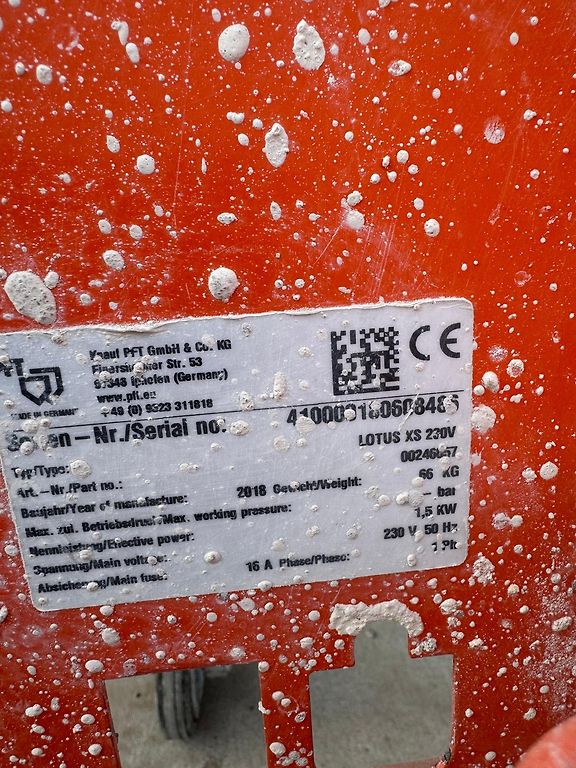 Knauf PFT GmbH & Co. KG
Str. 53
Iphofen (Germany)
www.pft.eu
+49 (0) 9323 311818
MADE IN GERMANY
CE
Serien-Nr./Serial no.:
Typ/Type: LOTUS XS 230V
Art.-Nr./Part no.:
Baujahr/Year of manufacture: 2018 Gewicht/Weight: 66 KG
Max. zul. Betriebsdruck/Max. working pressure: – bar
Nennleistung/Effective power: 1,5 KW
Spannung/Main voltage: 230 V 50 Hz
Absicherung/Main fuse: 16 A Phase/Phase: 1 Ph